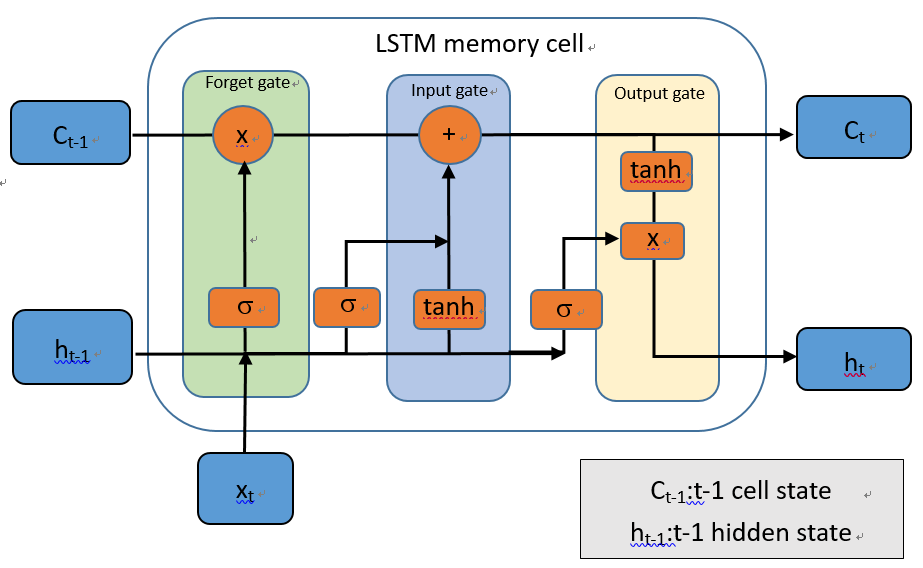 LSTM memory cell
Forget gate
Input gate
Output gate
Ct-1
x
+
Ct
tanh
x
σ
σ
tanh
σ
ht-1
ht
xt
Ct-1:t-1 cell state
ht-1:t-1 hidden state